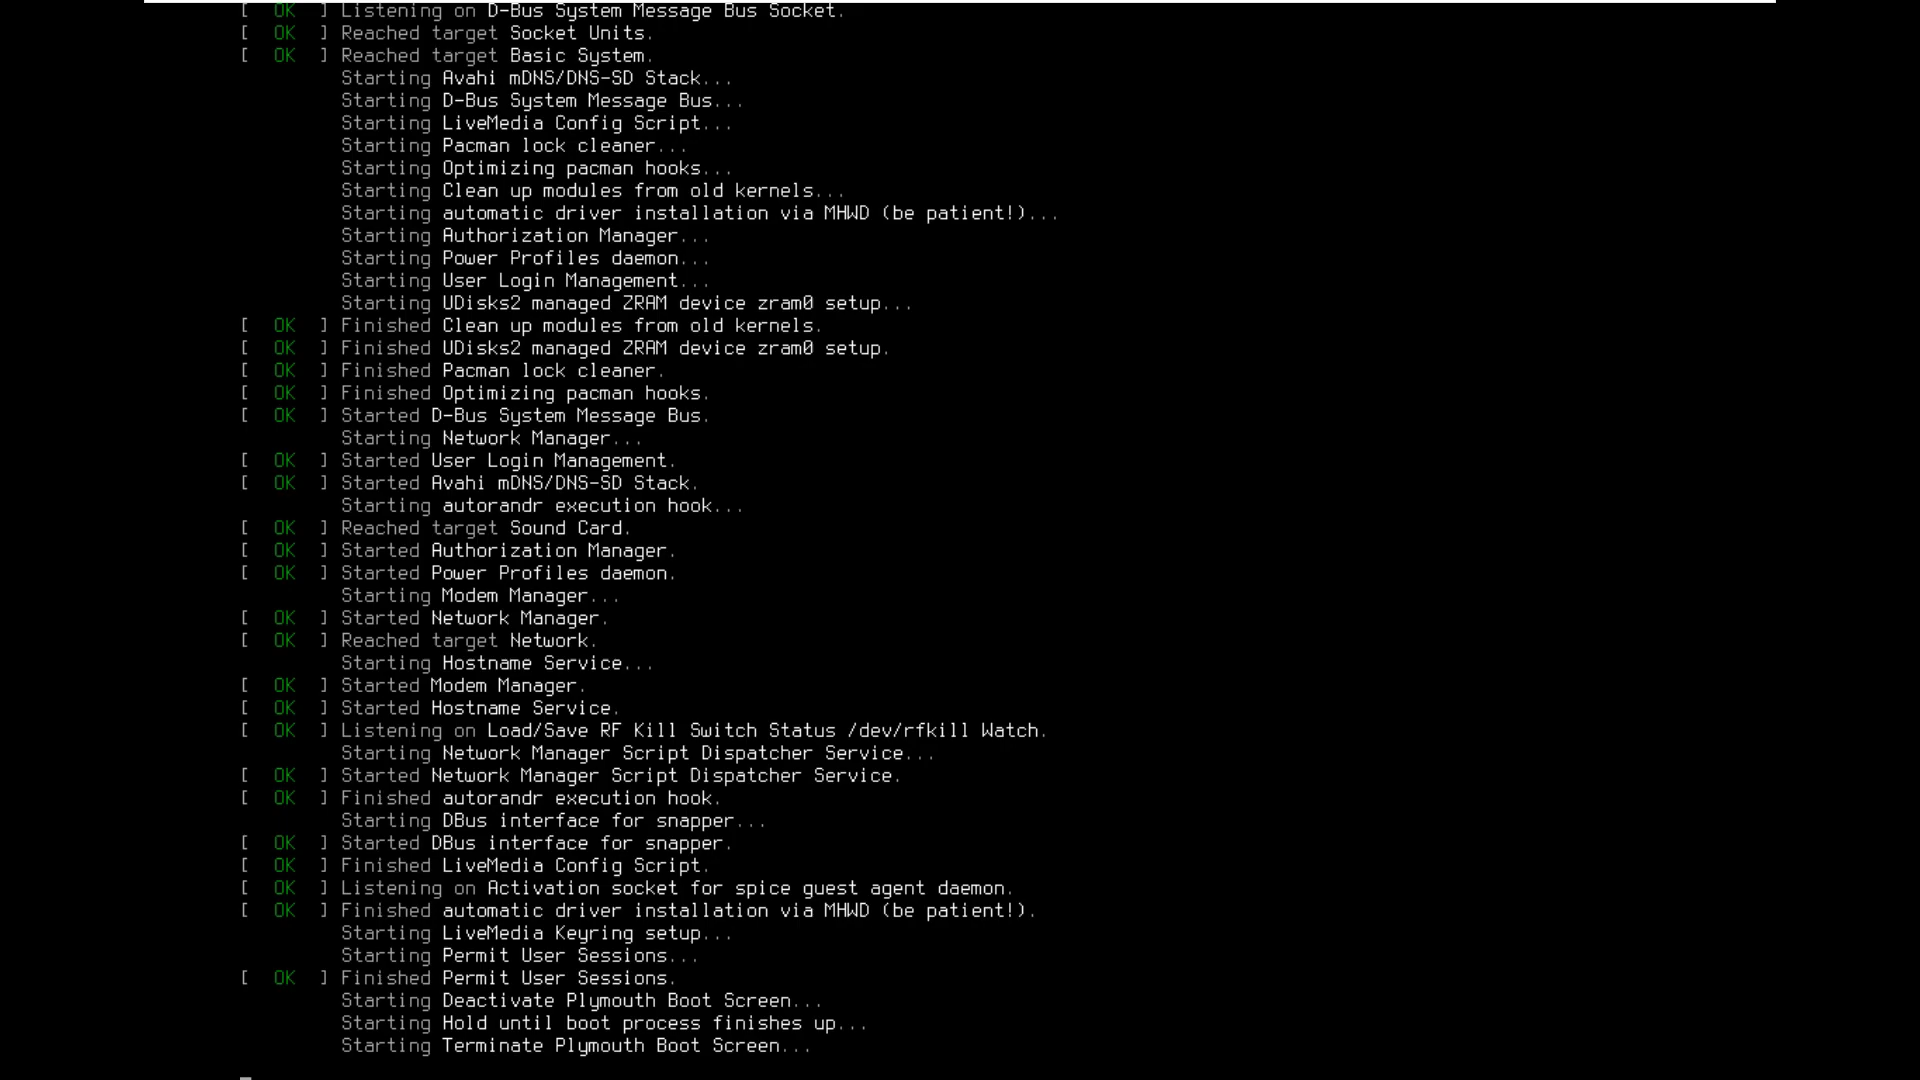 [  OK  ] Listening on D-Bus System Message Bus Socket.
[  OK  ] Reached target Socket Units.
[  OK  ] Reached target Basic System.
Starting Avahi mDNS/DNS-SD Stack...
Starting D-Bus System Message Bus...
Starting LiveMedia Config Script...
Starting Pacman lock cleaner...
Starting Optimizing pacman hooks...
Starting Clean up modules from old kernels...
Starting automatic driver installation via MHWD (be patient!)...
Starting Authorization Manager...
Starting Power Profiles daemon...
Starting User Login Management...
Starting UDisks2 managed ZRAM device zram0 setup...
[  OK  ] Finished Clean up modules from old kernels.
[  OK  ] Finished UDisks2 managed ZRAM device zram0 setup.
[  OK  ] Finished Pacman lock cleaner.
[  OK  ] Finished Optimizing pacman hooks.
[  OK  ] Started D-Bus System Message Bus.
Starting Network Manager...
[  OK  ] Started User Login Management.
[  OK  ] Started Avahi mDNS/DNS-SD Stack.
Starting autorandr execution hook...
[  OK  ] Reached target Sound Card.
[  OK  ] Started Authorization Manager.
[  OK  ] Started Power Profiles daemon.
Starting Modem Manager...
[  OK  ] Started Network Manager.
[  OK  ] Reached target Network.
Starting Hostname Service...
[  OK  ] Started Modem Manager.
[  OK  ] Started Hostname Service.
[  OK  ] Listening on Load/Save RF Kill Switch Status /dev/rfkill Watch.
Starting Network Manager Script Dispatcher Service...
[  OK  ] Started Network Manager Script Dispatcher Service.
[  OK  ] Finished autorandr execution hook.
Starting DBus interface for snapper...
[  OK  ] Started DBus interface for snapper.
[  OK  ] Finished LiveMedia Config Script.
[  OK  ] Listening on Activation socket for spice guest agent daemon.
[  OK  ] Finished automatic driver installation via MHWD (be patient!).
Starting LiveMedia Keyring setup...
Starting Permit User Sessions...
[  OK  ] Finished Permit User Sessions.
Starting Deactivate Plymouth Boot Screen...
Starting Hold until boot process finishes up...
Starting Terminate Plymouth Boot Screen...